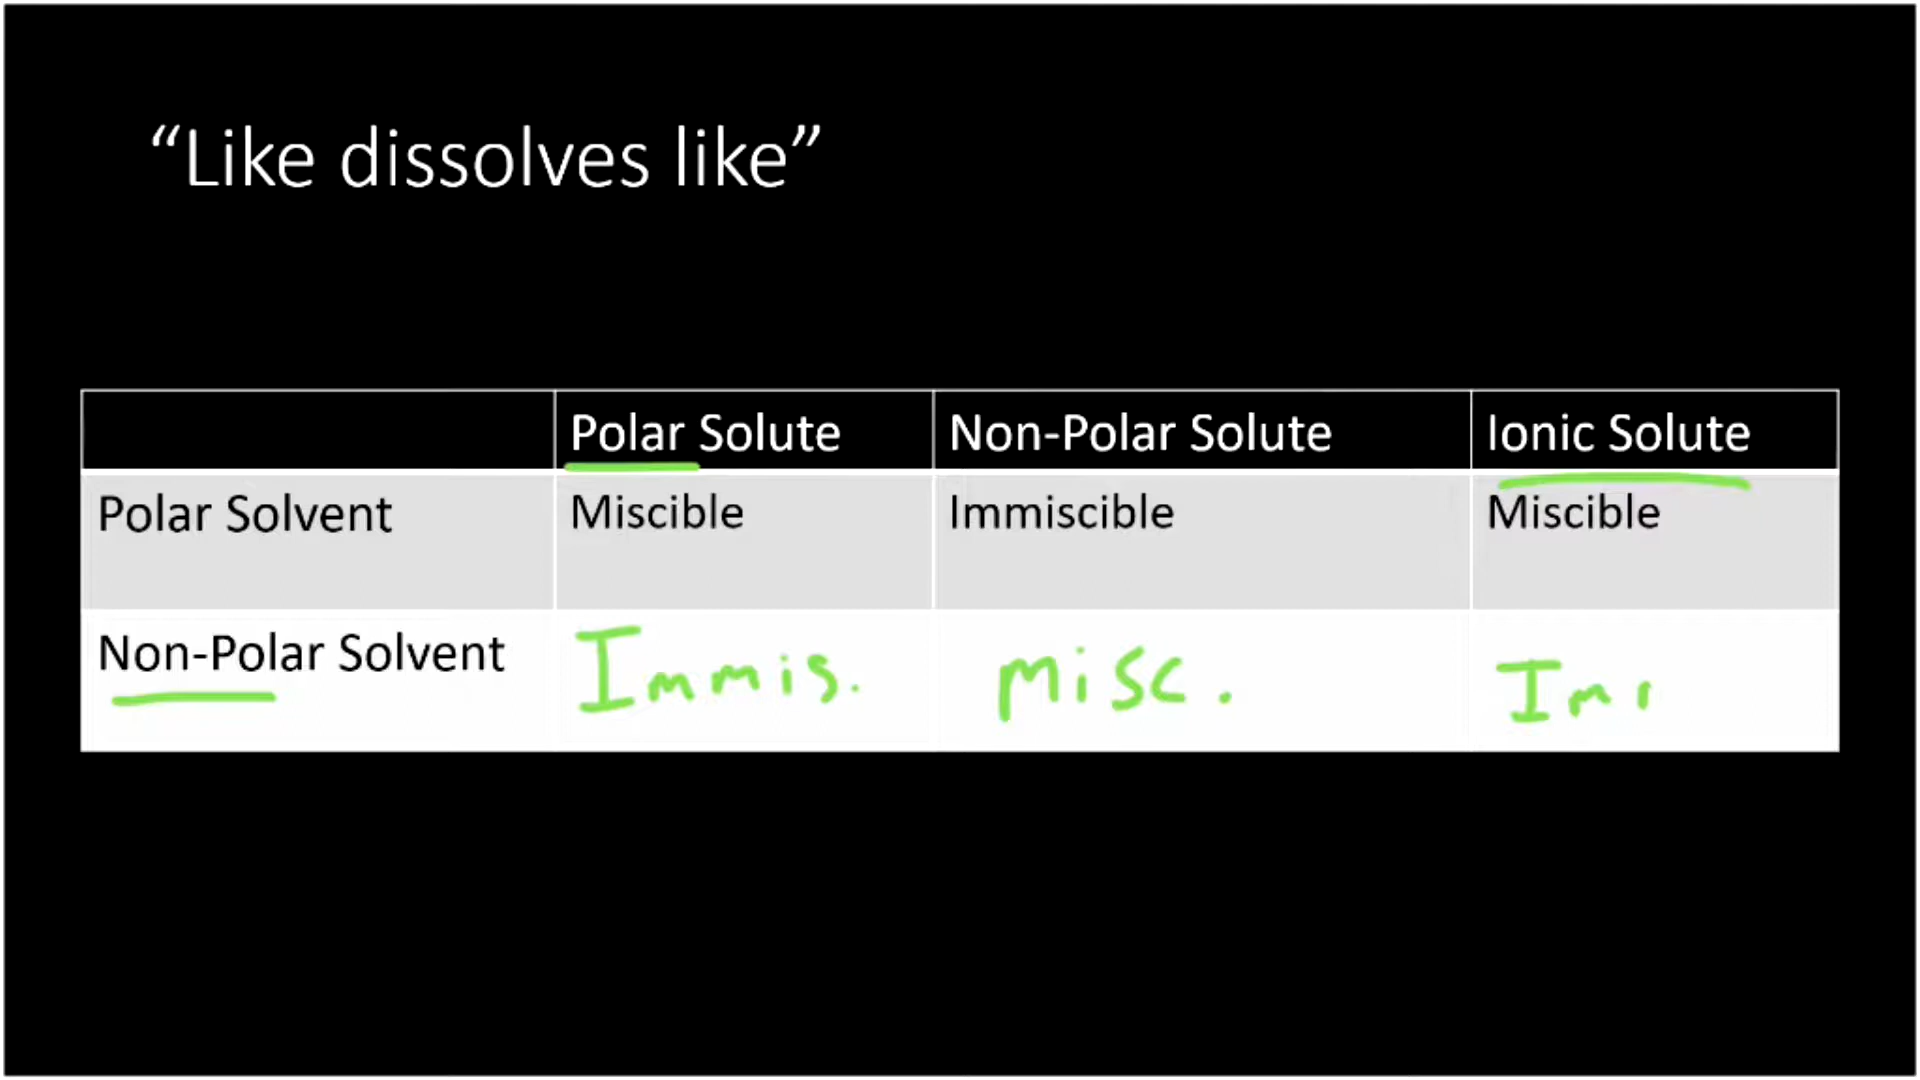 “Like dissolves like”
Polar Solute Non-Polar Solute Ionic Solute
Polar Solvent Miscible Immiscible Miscible
Non-Polar Solvent Immis. Misc.